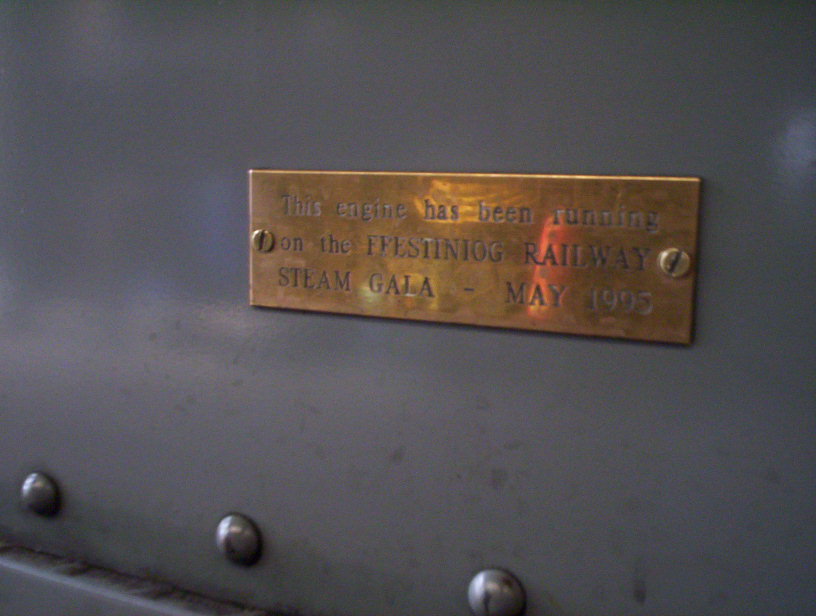 This engine has been running
on the FFESTINIOG RAILWAY
STEAM GALA - MAY 1995